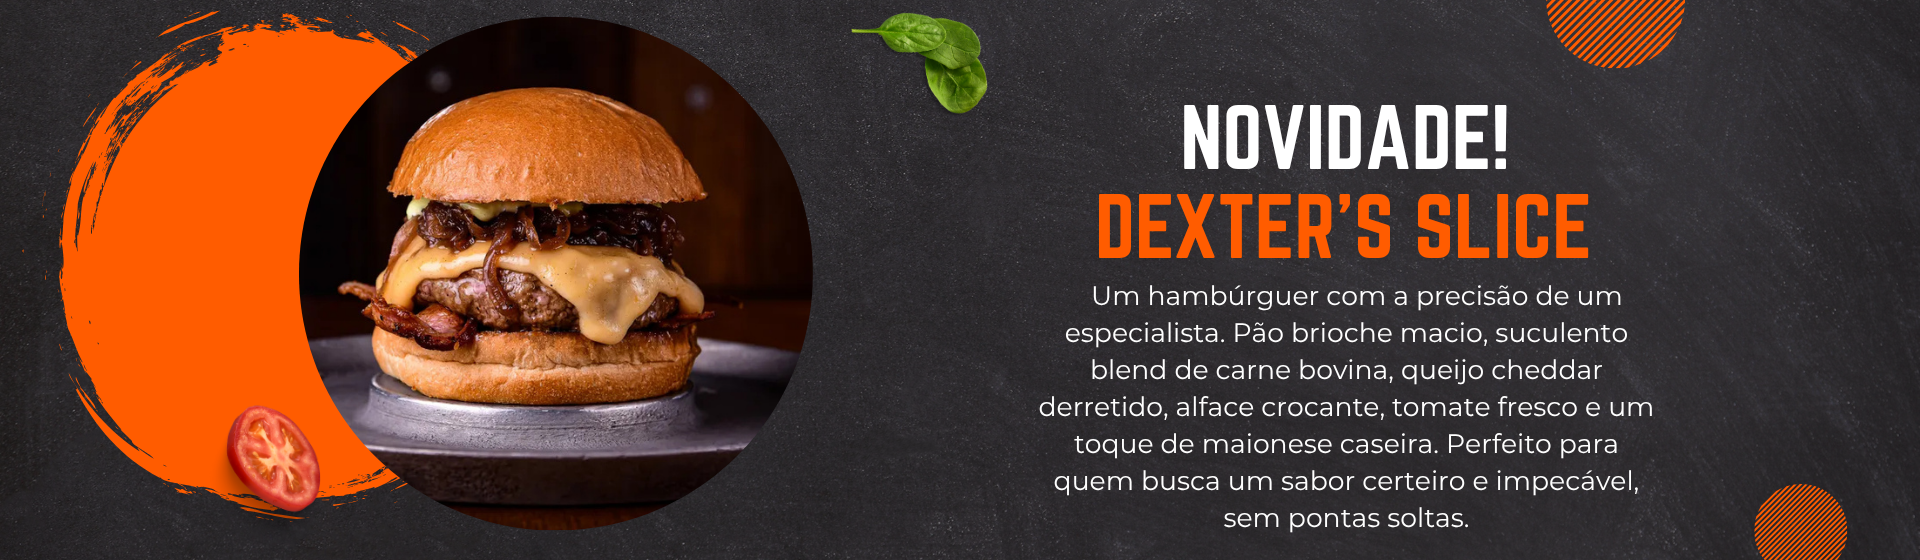 NOVIDADE!
DEXTER'S SLICE
Um hambúrguer com a precisão de um
especialista. Pão brioche macio, suculento
blend de carne bovina, queijo cheddar
derretido, alface crocante, tomate fresco e um
toque de maionese caseira. Perfeito para
quem busca um sabor certeiro e impecável,
sem pontas soltas.